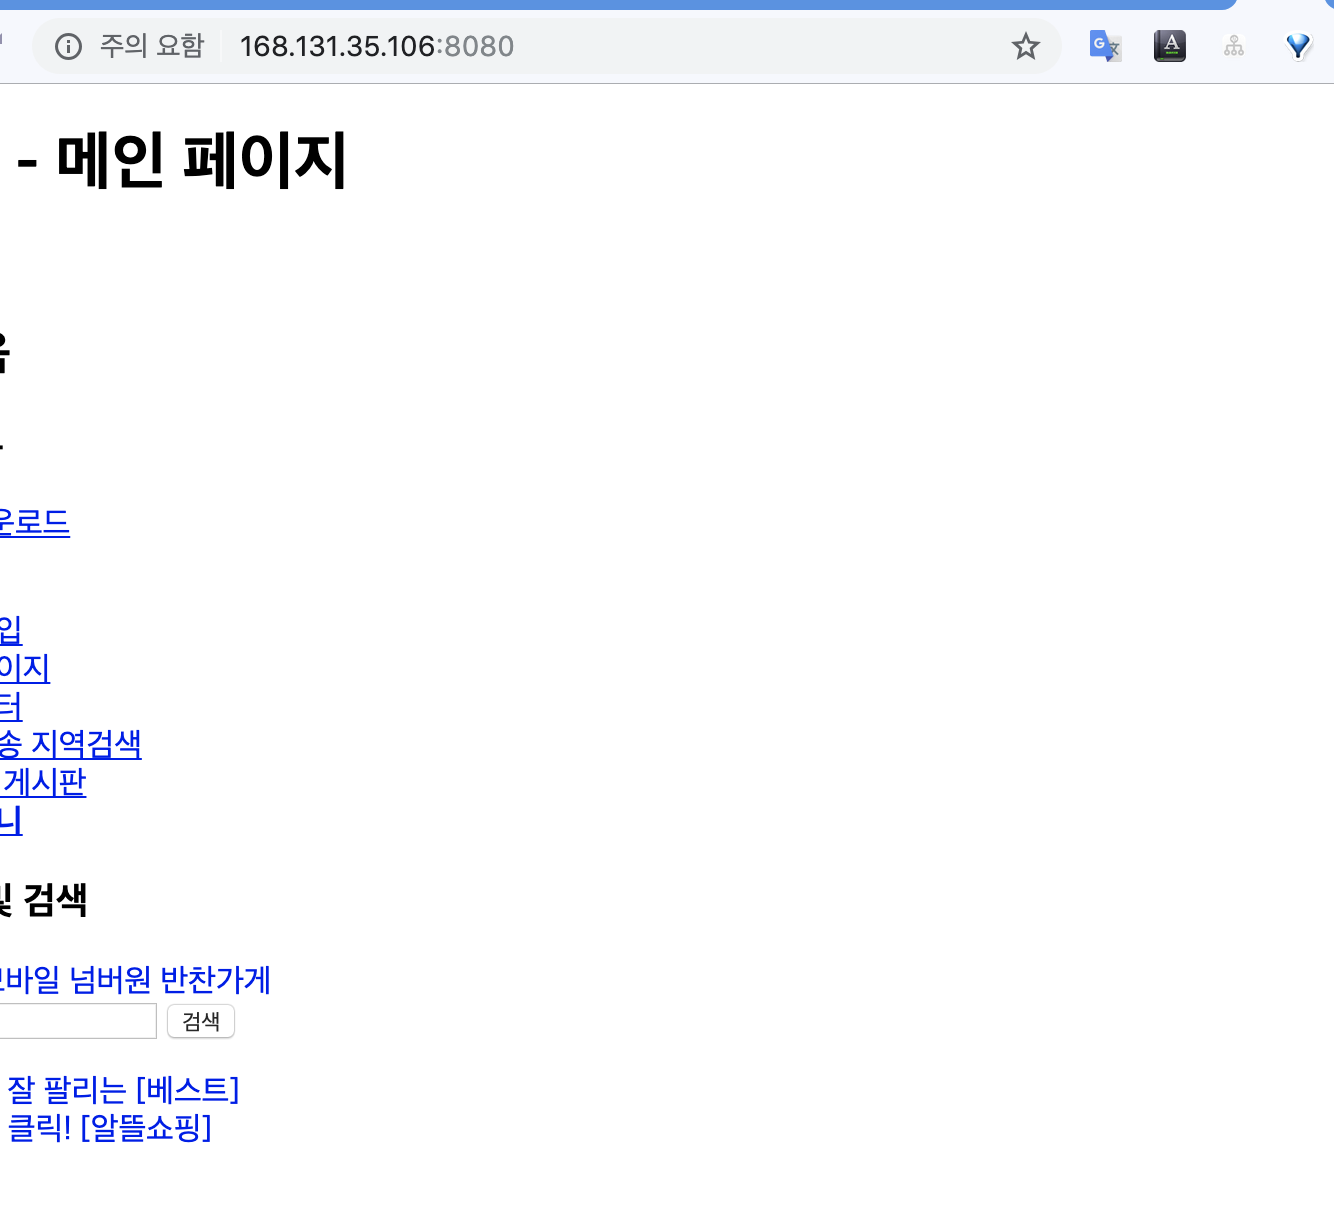 주의 요함 168.131.35.106:8080
- 메인 페이지
운로드
입
이지
터
송 지역검색
게시판
니
및 검색
모바일 넘버원 반찬가게
검색
잘 팔리는 [베스트]
클릭! [알뜰쇼핑]